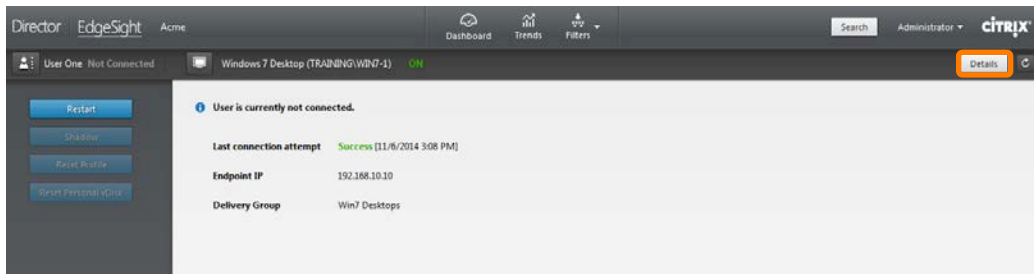 Director EdgeSight Acme Dashboard Trends Filters Search Administrator CITRIX
User One Not Connected Windows 7 Desktop (TRAINING\WIN7-1) ON Details
Restart
Shadow
Reset Profile
Reset Personal vDisk
User is currently not connected.
Last connection attempt Success [11/6/2014 3:08 PM]
Endpoint IP 192.168.10.10
Delivery Group Win7 Desktops